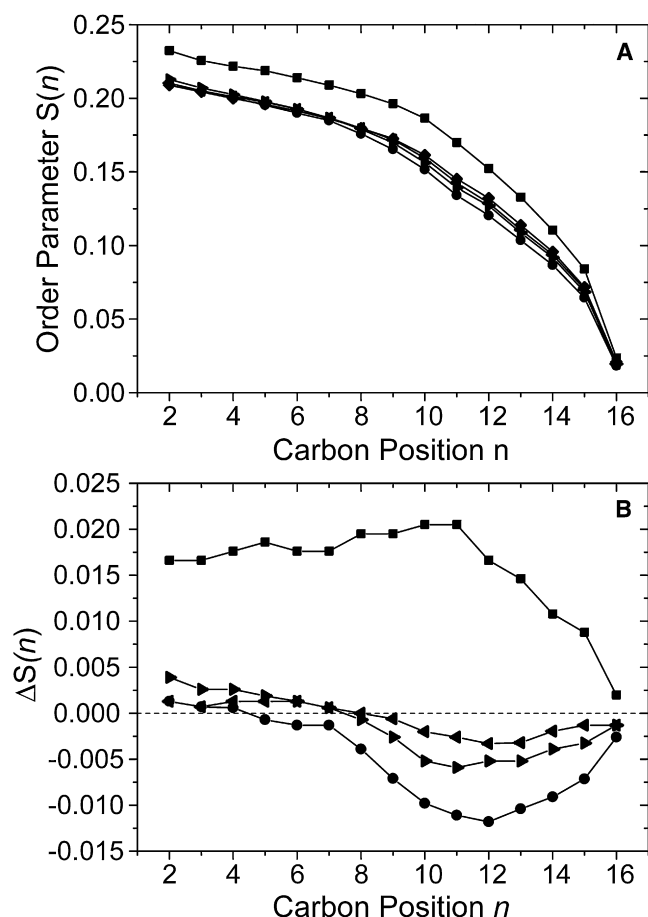 0.25
A
0.20
0.15
0.10
0.05
0.00
Order Parameter S(n)
2 4 6 8 10 12 14 16
Carbon Position n
0.025
B
0.020
0.015
0.010
0.005
0.000
-0.005
-0.010
-0.015
ΔS(n)
2 4 6 8 10 12 14 16
Carbon Position n